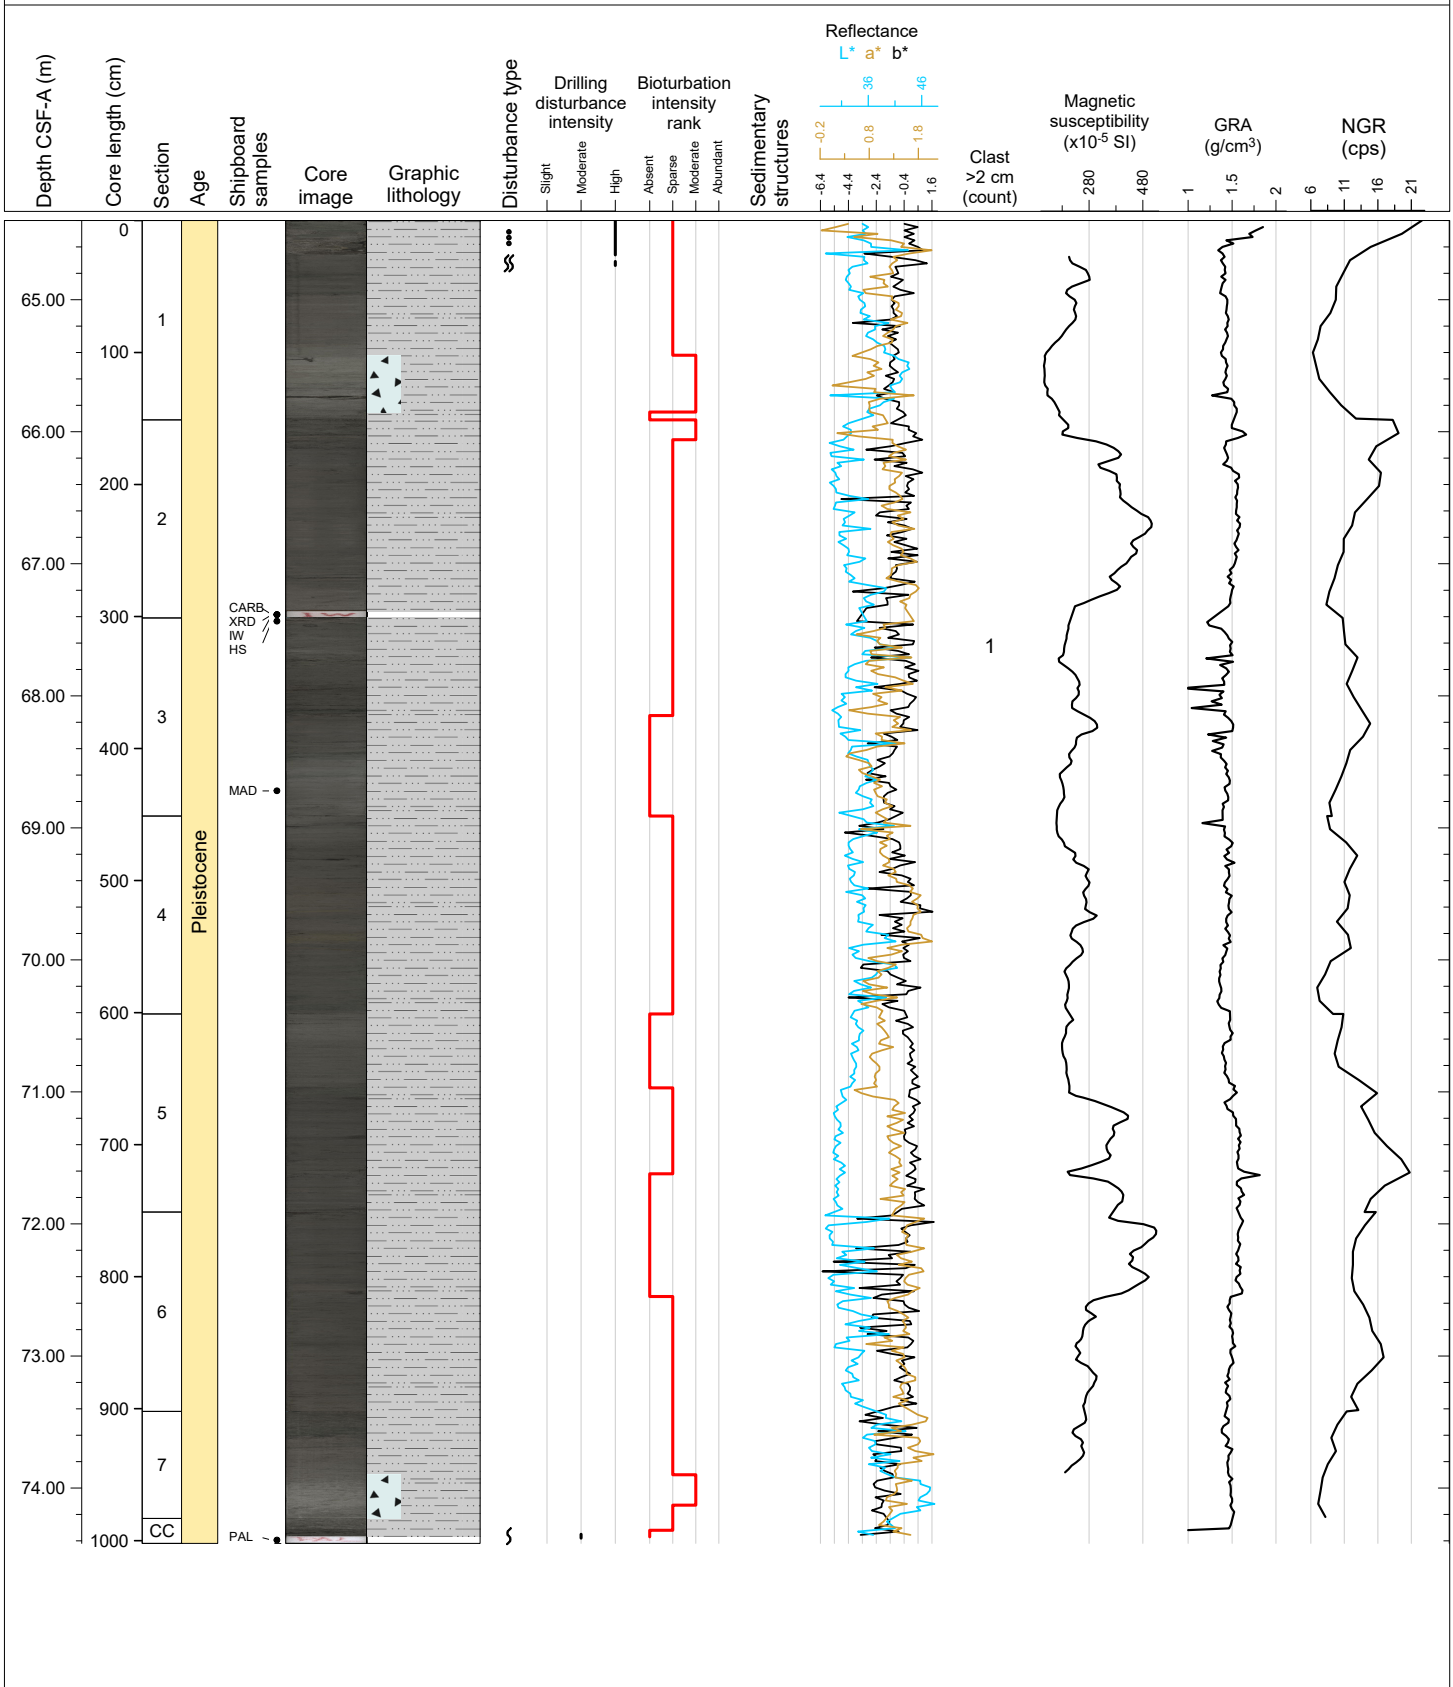 Depth CSF-A (m)
Core length (cm)
Section
Age
Shipboard
samples
Core
image
Graphic
lithology
Disturbance type
Drilling
disturbance
intensity
Slight
Moderate
High
Bioturbation
intensity
rank
Absent
Sparse
Moderate
Abundant
Sedimentary
structures
Reflectance
L* a* b*
36
46
-0.2
0.8
1.8
-6.4
-4.4
-2.4
-0.4
1.6
Clast
>2 cm
(count)
Magnetic
susceptibility
(x10-5 SI)
280
480
GRA
(g/cm3)
1
1.5
2
NGR
(cps)
6
11
16
21
65.00
66.00
67.00
68.00
69.00
70.00
71.00
72.00
73.00
74.00
0
100
200
300
400
500
600
700
800
900
1000
1
2
3
4
5
6
7
CC
Pleistocene
CARB
XRD
IW
HS
MAD
PAL
1